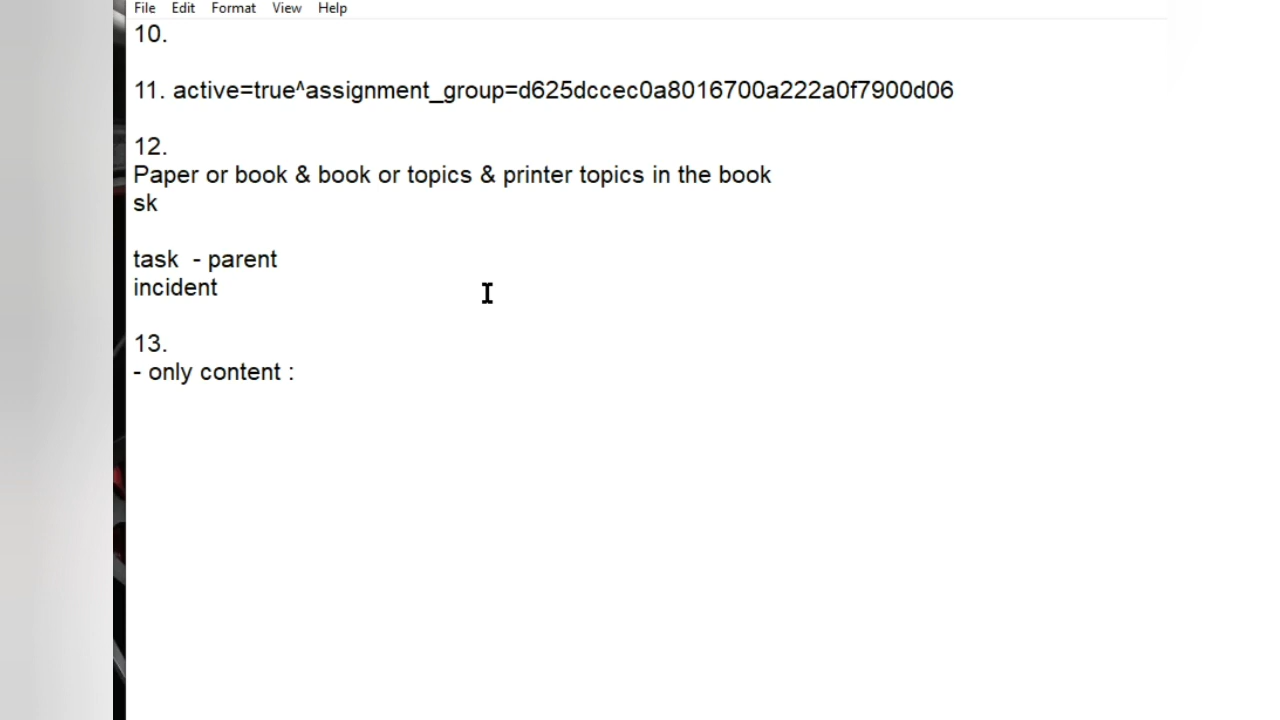 File Edit Format View Help
10.
11. active=true^assignment_group=d625dccec0a8016700a222a0f7900d06
12.
Paper or book & book or topics & printer topics in the book
sk
task  - parent
incident
13.
- only content :